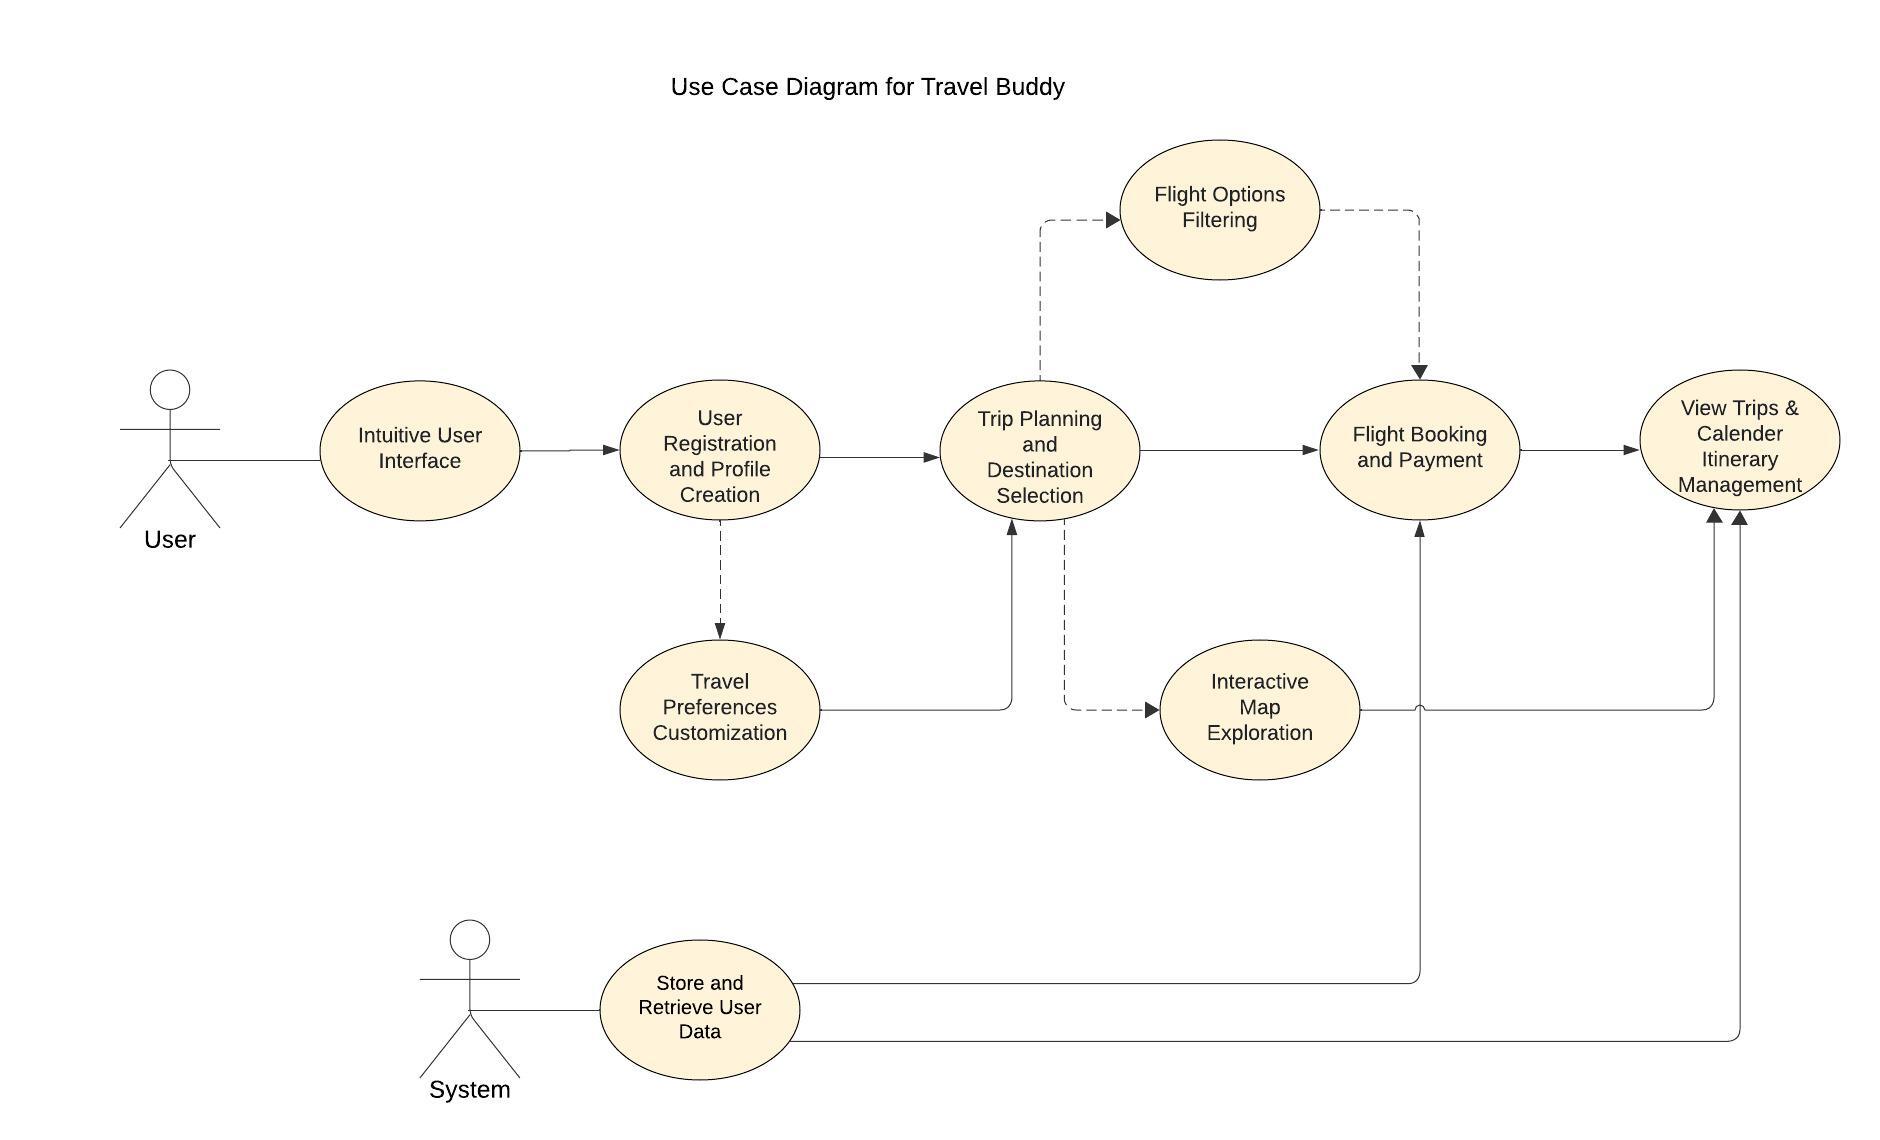 Use Case Diagram for Travel Buddy
Flight Options
Filtering
Intuitive User
Interface
User
Registration
and Profile
Creation
Trip Planning
and
Destination
Selection
Flight Booking
and Payment
View Trips &
Calender
Itinerary
Management
User
Travel
Preferences
Customization
Interactive
Map
Exploration
Store and
Retrieve User
Data
System